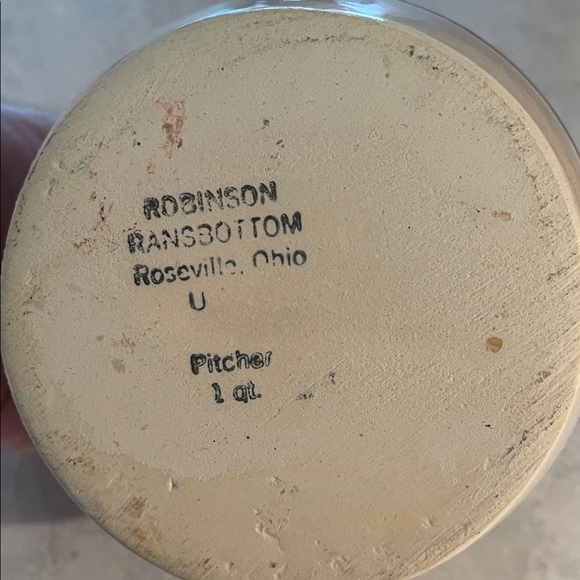 ROBINSON
RANSBOTTOM
Roseville, Ohio
U
Pitcher
1 qt.